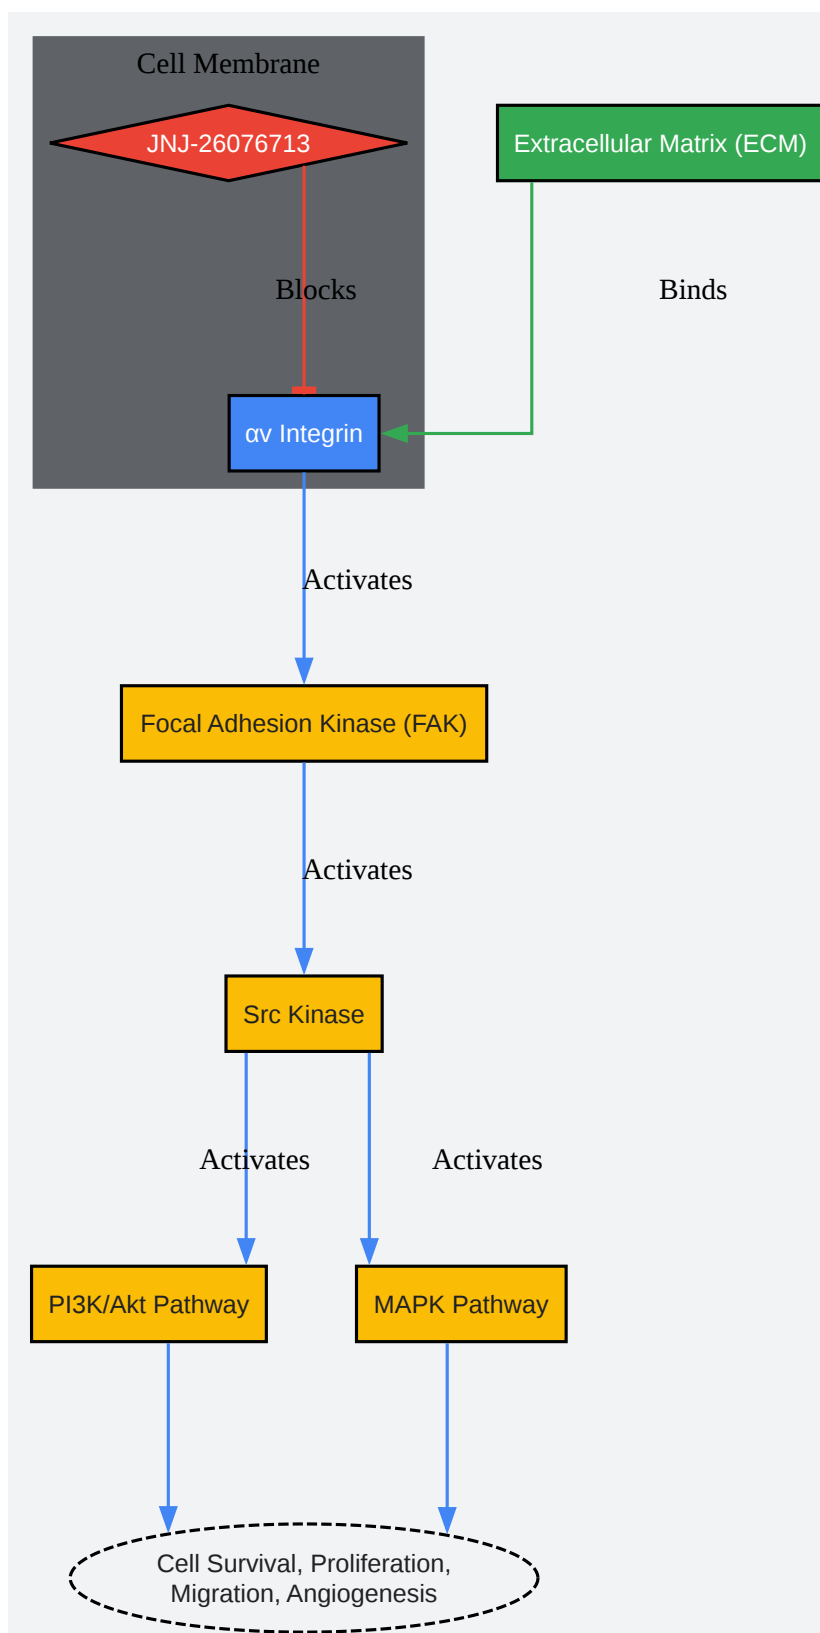 Cell Membrane
JNJ-26076713
Extracellular Matrix (ECM)
Blocks
Binds
αv Integrin
Activates
Focal Adhesion Kinase (FAK)
Activates
Src Kinase
Activates
Activates
PI3K/Akt Pathway
MAPK Pathway
Cell Survival, Proliferation,
Migration, Angiogenesis